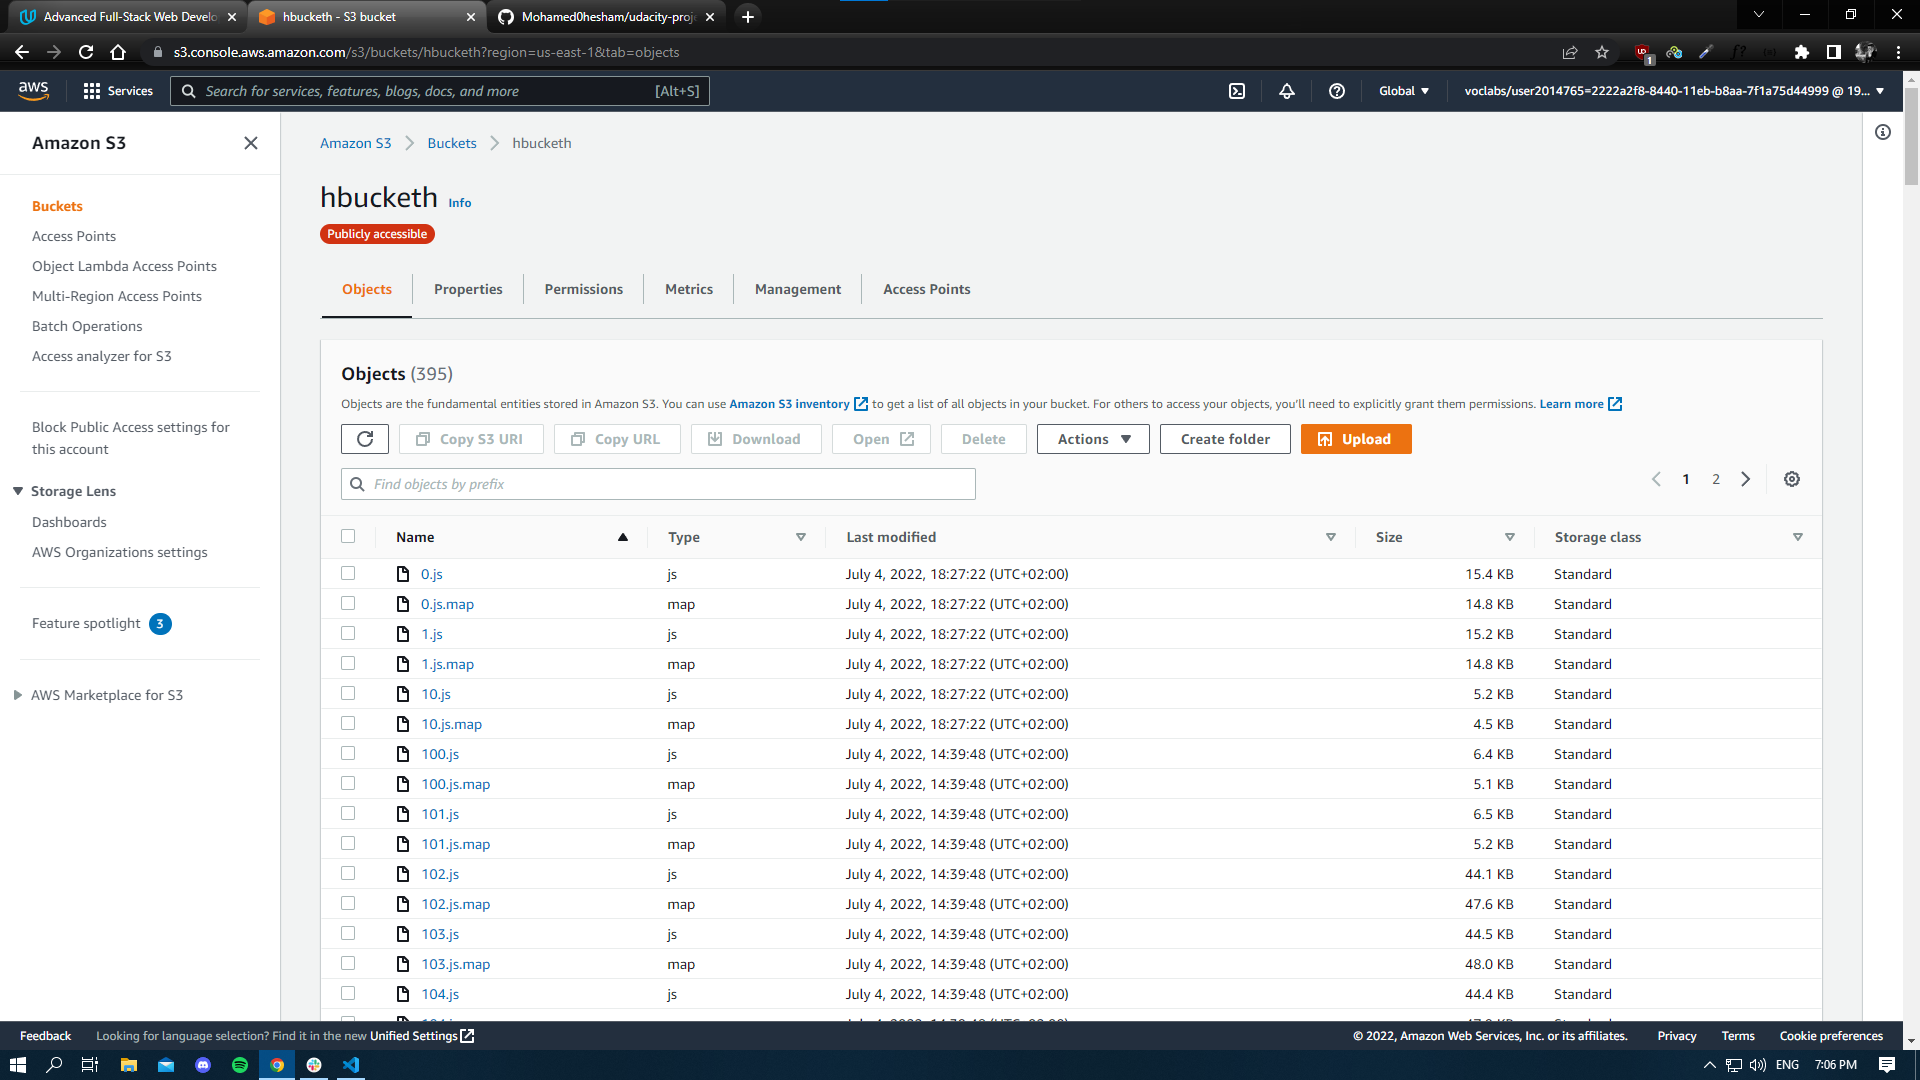 Advanced Full-Stack Web Develo
hbucketh - S3 bucket
Mohamed0hesham/udacity-proje
s3.console.aws.amazon.com/s3/buckets/hbucketh?region=us-east-1&tab=objects
aws
Services
Search for services, features, blogs, docs, and more
[Alt+S]
Global
voclabs/user2014765=2222a2f8-8440-11eb-b8aa-7f1a75d44999 @ 19...
Amazon S3
Buckets
Access Points
Object Lambda Access Points
Multi-Region Access Points
Batch Operations
Access analyzer for S3
Block Public Access settings for
this account
Storage Lens
Dashboards
AWS Organizations settings
Feature spotlight 3
AWS Marketplace for S3
Amazon S3 Buckets hbucketh
hbucketh Info
Publicly accessible
Objects Properties Permissions Metrics Management Access Points
Objects (395)
Objects are the fundamental entities stored in Amazon S3. You can use Amazon S3 inventory to get a list of all objects in your bucket. For others to access your objects, you'll need to explicitly grant them permissions. Learn more
Copy S3 URI Copy URL Download Open Delete Actions Create folder Upload
Find objects by prefix
1 2
Name Type Last modified Size Storage class
0.js js July 4, 2022, 18:27:22 (UTC+02:00) 15.4 KB Standard
0.js.map map July 4, 2022, 18:27:22 (UTC+02:00) 14.8 KB Standard
1.js js July 4, 2022, 18:27:22 (UTC+02:00) 15.2 KB Standard
1.js.map map July 4, 2022, 18:27:22 (UTC+02:00) 14.8 KB Standard
10.js js July 4, 2022, 18:27:22 (UTC+02:00) 5.2 KB Standard
10.js.map map July 4, 2022, 18:27:22 (UTC+02:00) 4.5 KB Standard
100.js js July 4, 2022, 14:39:48 (UTC+02:00) 6.4 KB Standard
100.js.map map July 4, 2022, 14:39:48 (UTC+02:00) 5.1 KB Standard
101.js js July 4, 2022, 14:39:48 (UTC+02:00) 6.5 KB Standard
101.js.map map July 4, 2022, 14:39:48 (UTC+02:00) 5.2 KB Standard
102.js js July 4, 2022, 14:39:48 (UTC+02:00) 44.1 KB Standard
102.js.map map July 4, 2022, 14:39:48 (UTC+02:00) 47.6 KB Standard
103.js js July 4, 2022, 14:39:48 (UTC+02:00) 44.5 KB Standard
103.js.map map July 4, 2022, 14:39:48 (UTC+02:00) 48.0 KB Standard
104.js js July 4, 2022, 14:39:48 (UTC+02:00) 44.4 KB Standard
Feedback Looking for language selection? Find it in the new Unified Settings
© 2022, Amazon Web Services, Inc. or its affiliates. Privacy Terms Cookie preferences
ENG 7:06 PM